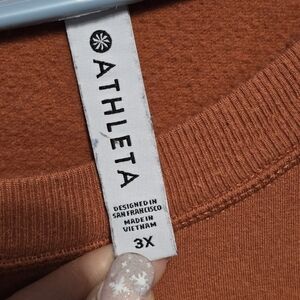 ATHLETA
DESIGNED IN
SAN FRANCISCO
MADE IN
VIETNAM
3X